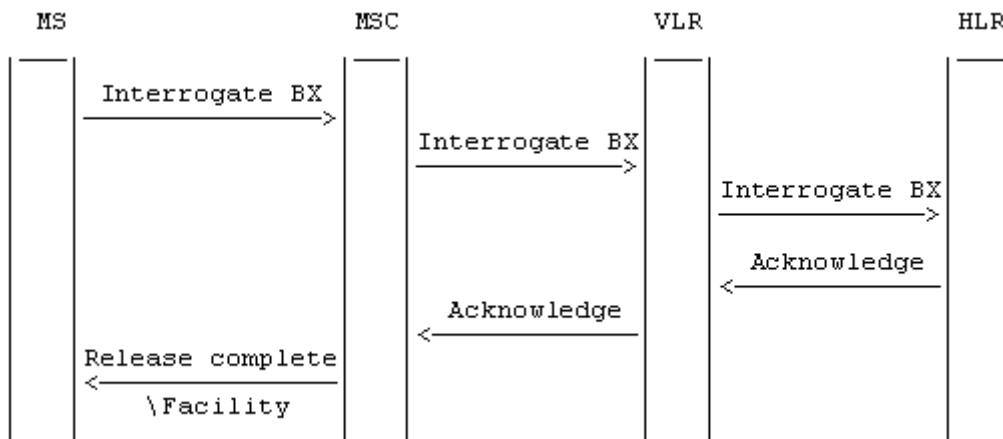 MS MSC VLR HLR
Interrogate BX
Interrogate BX
Interrogate BX
Acknowledge
Acknowledge
Release complete
\Facility